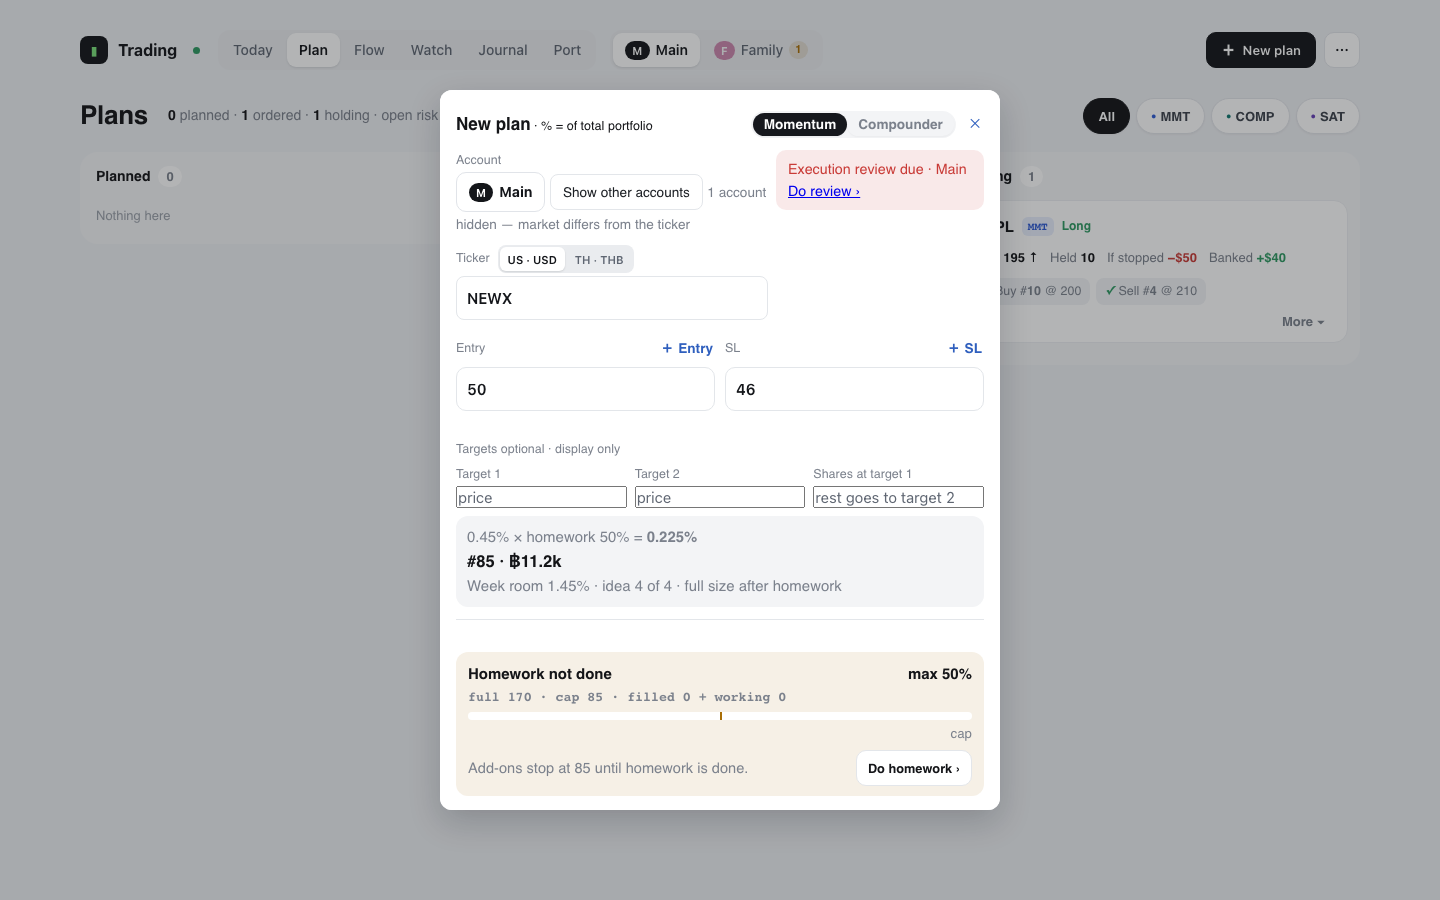 Trading
Today
Plan
Flow
Watch
Journal
Port
M Main
F Family 1
+ New plan
...
Plans
0 planned · 1 ordered · 1 holding · open risk
All
• MMT
• COMP
• SAT
Planned 0
Nothing here
ng 1
PL MMT Long
195 ↑ Held 10 If stopped –$50 Banked +$40
Buy #10 @ 200
✓ Sell #4 @ 210
More
New plan · % = of total portfolio
Momentum
Compounder
×
Account
M Main
Show other accounts
1 account
hidden — market differs from the ticker
Execution review due · Main
Do review ›
Ticker
US · USD
TH · THB
NEWX
Entry
+ Entry
SL
+ SL
50
46
Targets optional · display only
Target 1
Target 2
Shares at target 1
price
price
rest goes to target 2
0.45% × homework 50% = 0.225%
#85 · ฿11.2k
Week room 1.45% · idea 4 of 4 · full size after homework
Homework not done
max 50%
full 170 · cap 85 · filled 0 + working 0
cap
Add-ons stop at 85 until homework is done.
Do homework ›